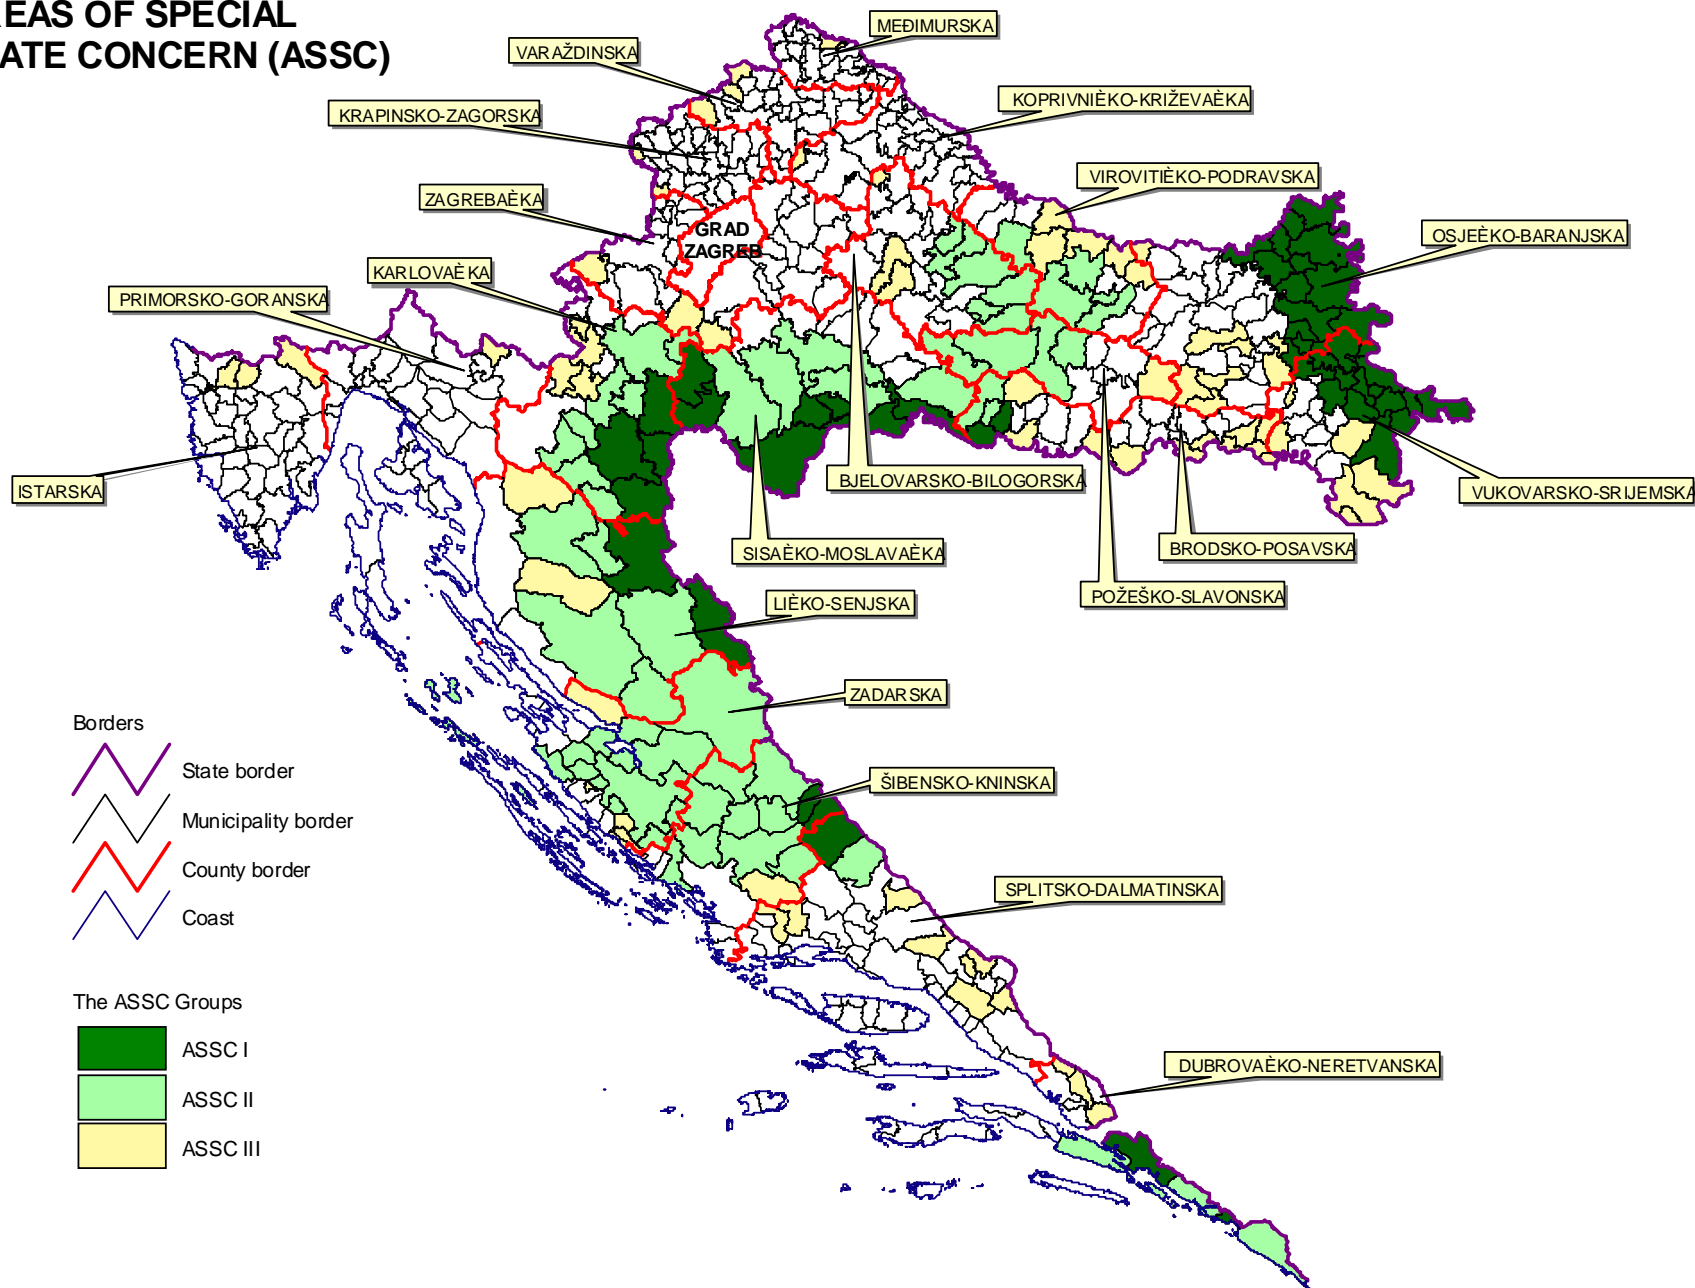 REAS OF SPECIAL
ATE CONCERN (ASSC)
MEĐIMURSKA
VARAŽDINSKA
KOPRIVNIÈKO-KRIŽEVAÈKA
KRAPINSKO-ZAGORSKA
VIROVITIÈKO-PODRAVSKA
ZAGREBAÈKA
GRAD
ZAGREB
OSJEÈKO-BARANJSKA
KARLOVAÈKA
PRIMORSKO-GORANSKA
ISTARSKA
BJELOVARSKO-BILOGORSKA
VUKOVARSKO-SRIJEMSKA
SISAÈKO-MOSLAVAÈKA
BRODSKO-POSAVSKA
POŽEŠKO-SLAVONSKA
LIÈKO-SENJSKA
ZADARSKA
ŠIBENSKO-KNINSKA
SPLITSKO-DALMATINSKA
DUBROVAÈKO-NERETVANSKA
Borders
State border
Municipality border
County border
Coast
The ASSC Groups
ASSC I
ASSC II
ASSC III